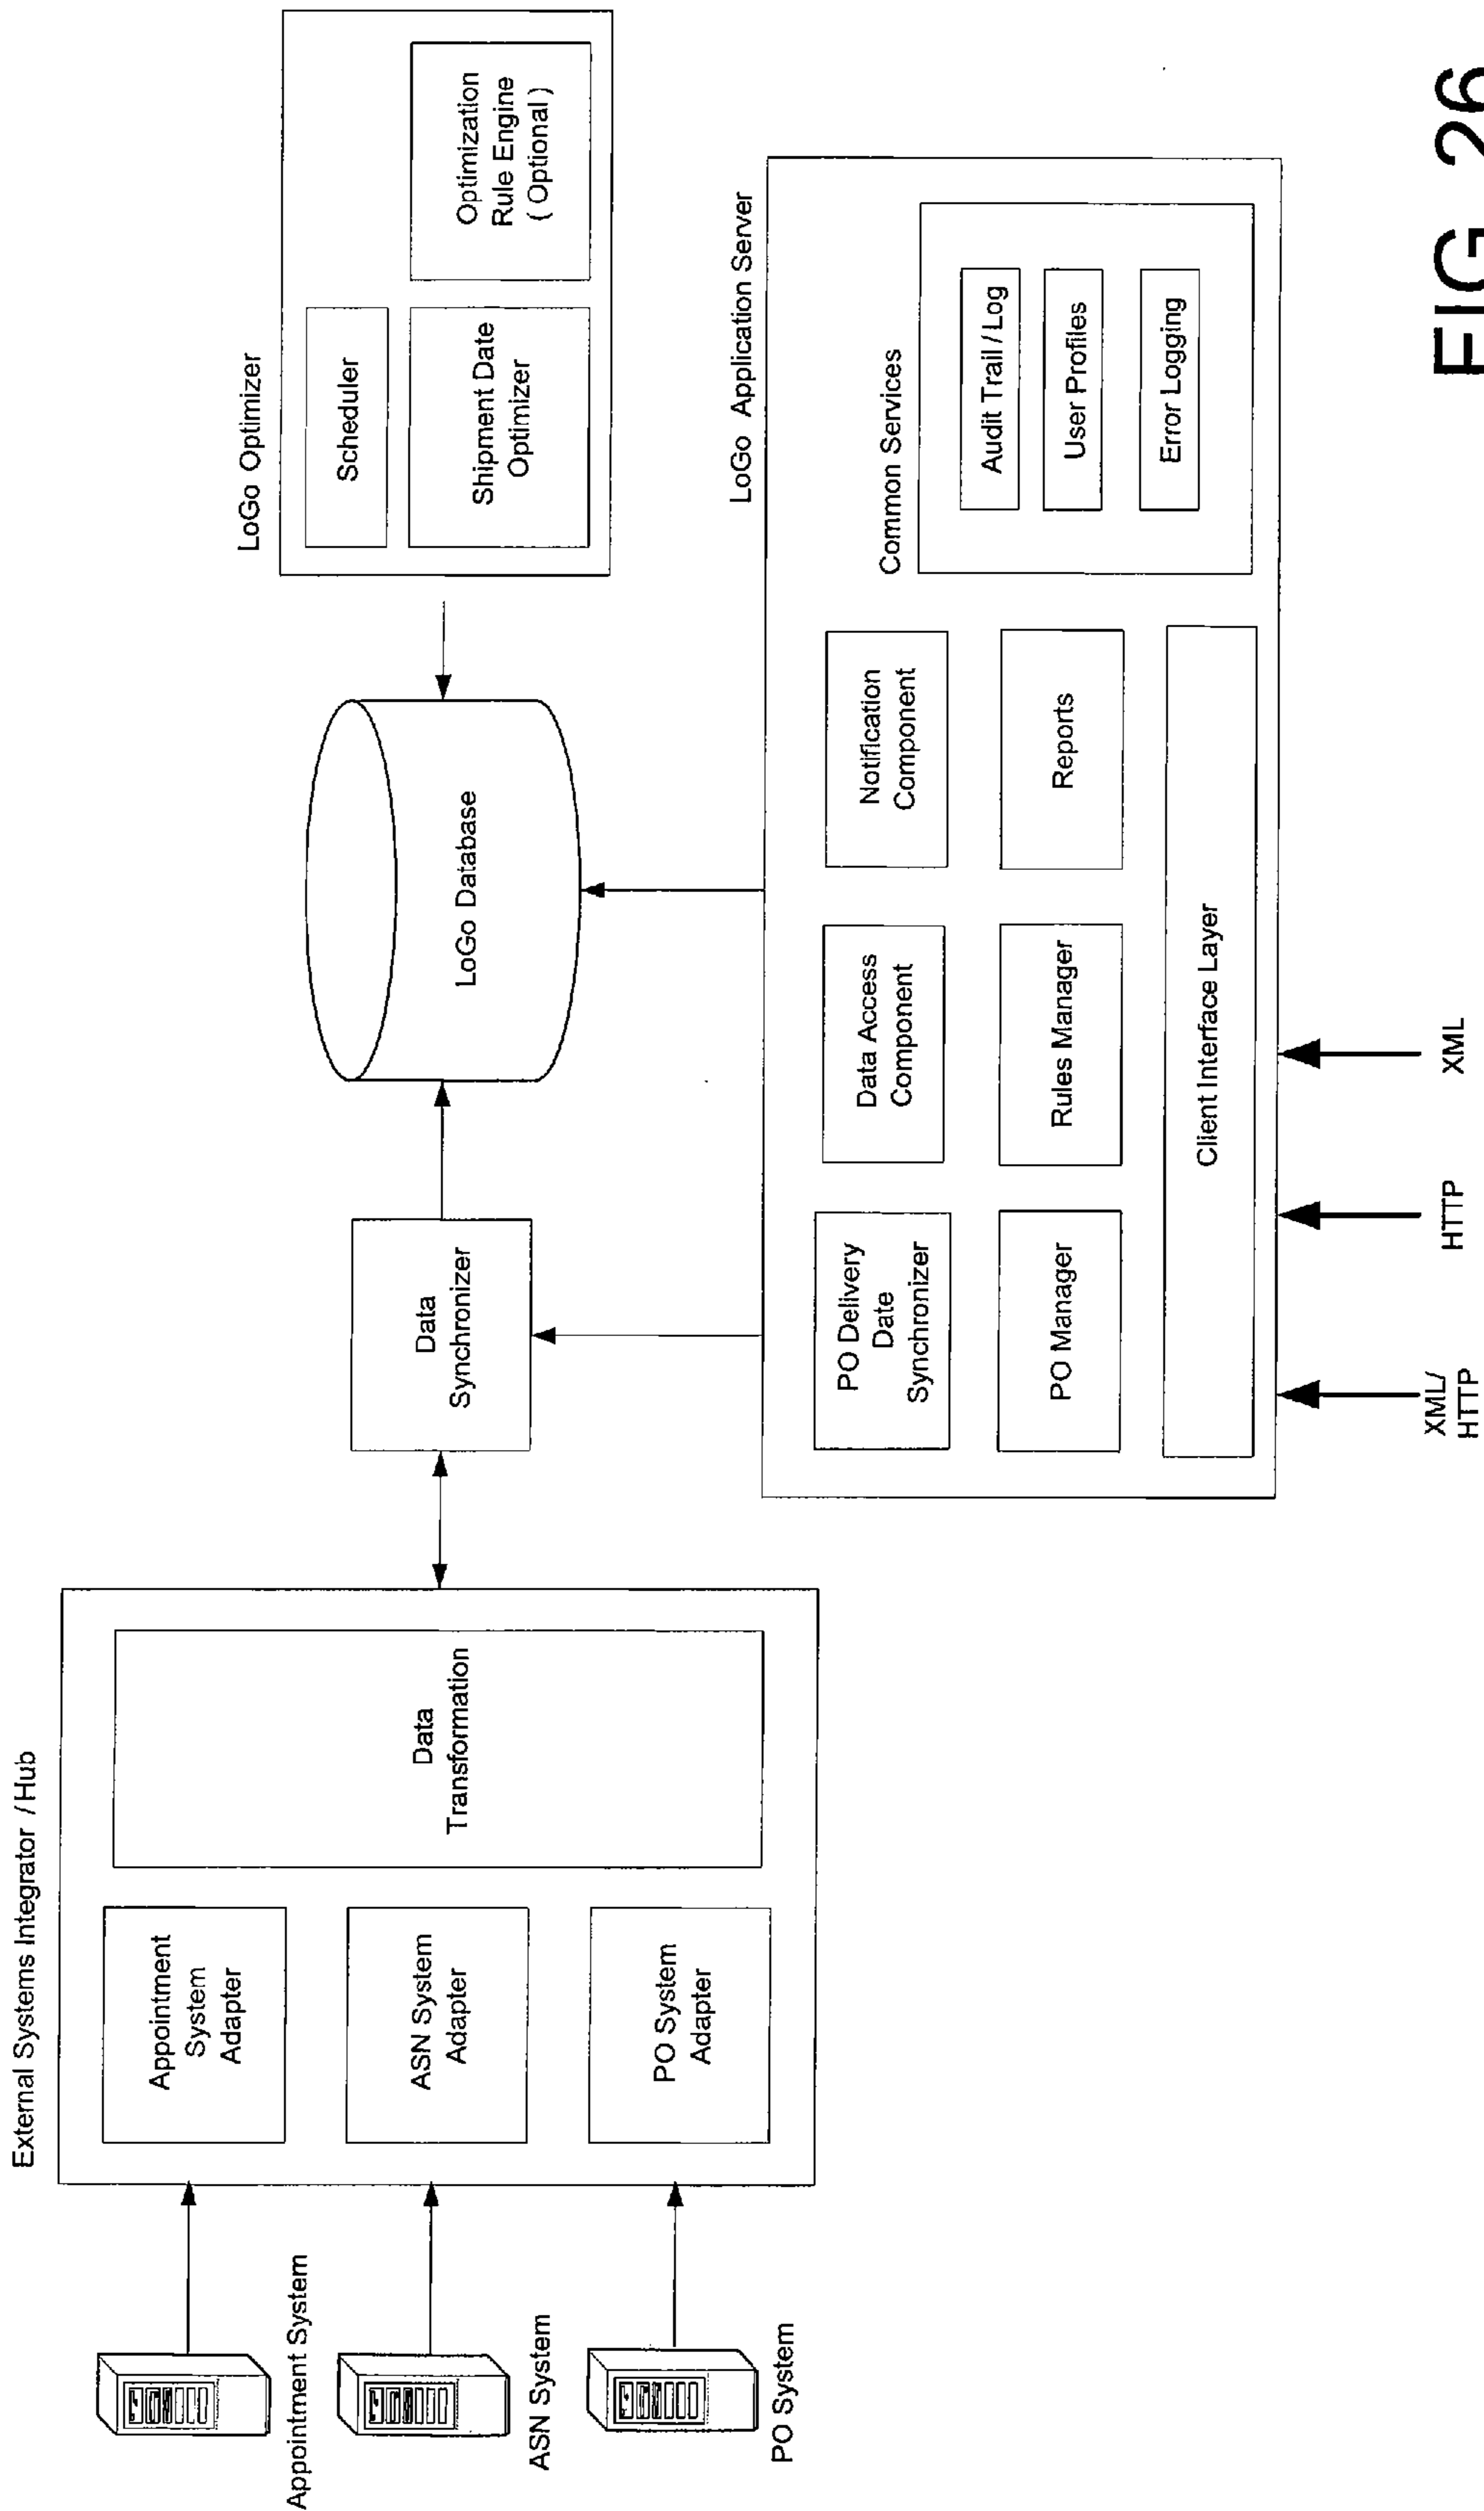 External Systems Integrator / Hub
Appointment System
ASN System
PO System
Appointment
System
Adapter
ASN System
Adapter
PO System
Adapter
Data
Transformation
Data
Synchronizer
LoGo Database
LoGo Optimizer
Scheduler
Shipment Date
Optimizer
Optimization
Rule Engine
( Optional )
LoGo Application Server
PO Delivery
Date
Synchronizer
Data Access
Component
Notification
Component
PO Manager
Rules Manager
Reports
Client Interface Layer
Common Services
Audit Trail / Log
User Profiles
Error Logging
XML/
HTTP
HTTP
XML
FIG 26